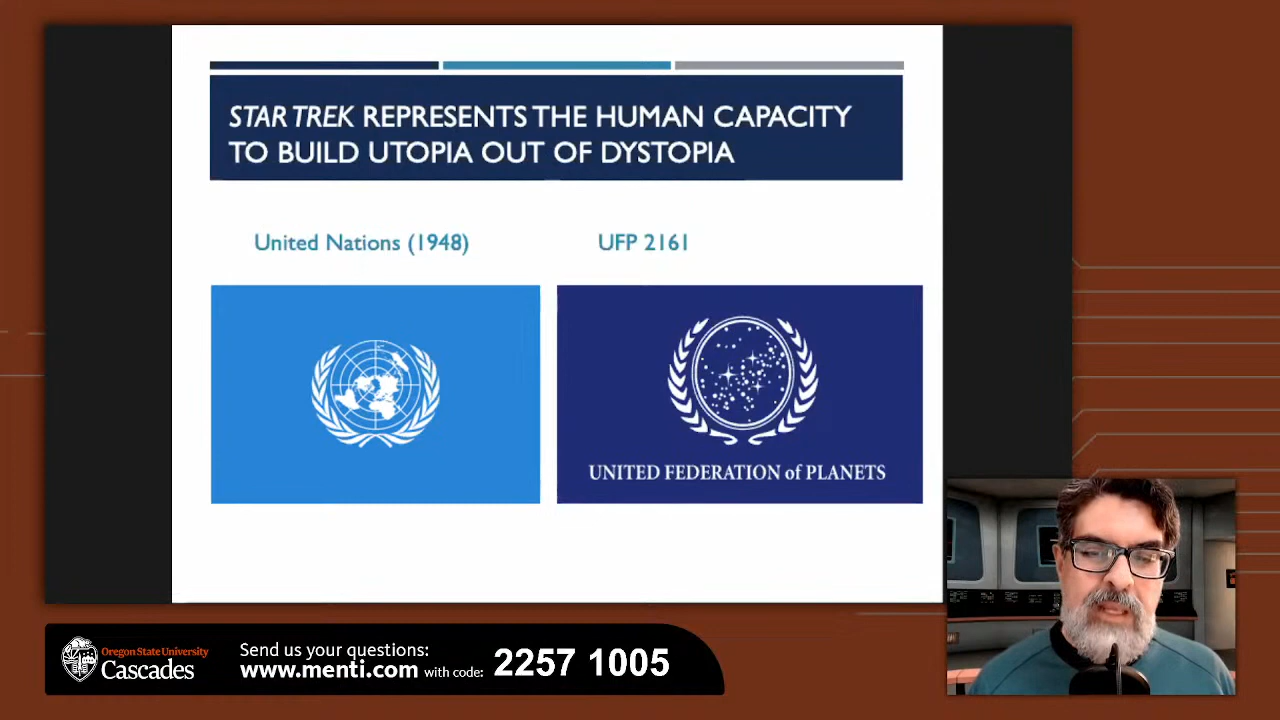 STAR TREK REPRESENTS THE HUMAN CAPACITY
TO BUILD UTOPIA OUT OF DYSTOPIA
United Nations (1948)
UFP 2161
UNITED FEDERATION of PLANETS
Oregon State University
Cascades
Send us your questions:
www.menti.com with code: 2257 1005